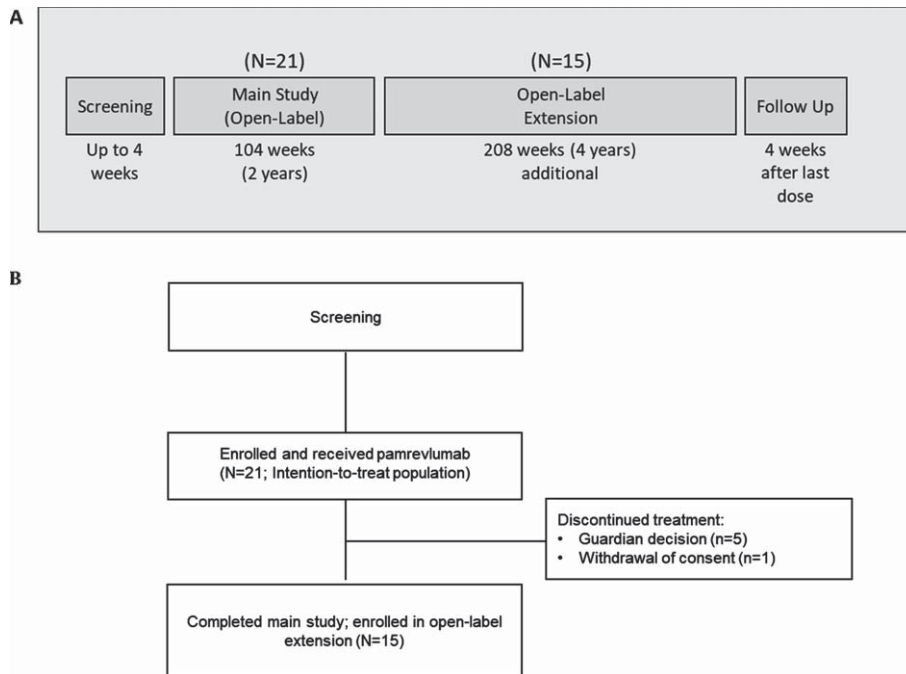 A
(N=21)
(N=15)
Screening
Main Study
(Open-Label)
Open-Label
Extension
Follow Up
Up to 4
weeks
104 weeks
(2 years)
208 weeks (4 years)
additional
4 weeks
after last
dose
B
Screening
Enrolled and received pamrevlumab
(N=21; Intention-to-treat population)
Discontinued treatment:
• Guardian decision (n=5)
• Withdrawal of consent (n=1)
Completed main study; enrolled in open-label
extension (N=15)